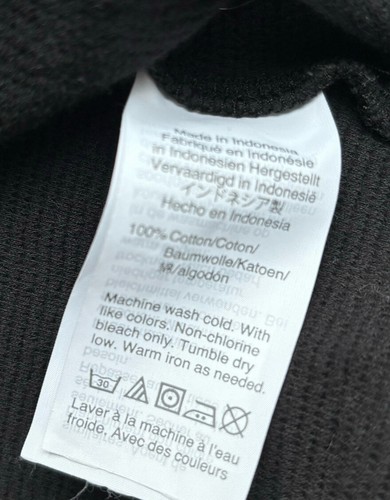 Made in Indonesia
Fabriqué en Indonésie
in Indonesien Hergestellt
Vervaardigd in Indonesië
インドネシア製
Hecho en Indonesia
100% Cotton/Coton/
Baumwolle/Katoen/
綿/algodón
Machine wash cold. With
like colors. Non-chlorine
bleach only. Tumble dry
low. Warm iron as needed.
30
Laver à la machine à l'eau
froide. Avec des couleurs